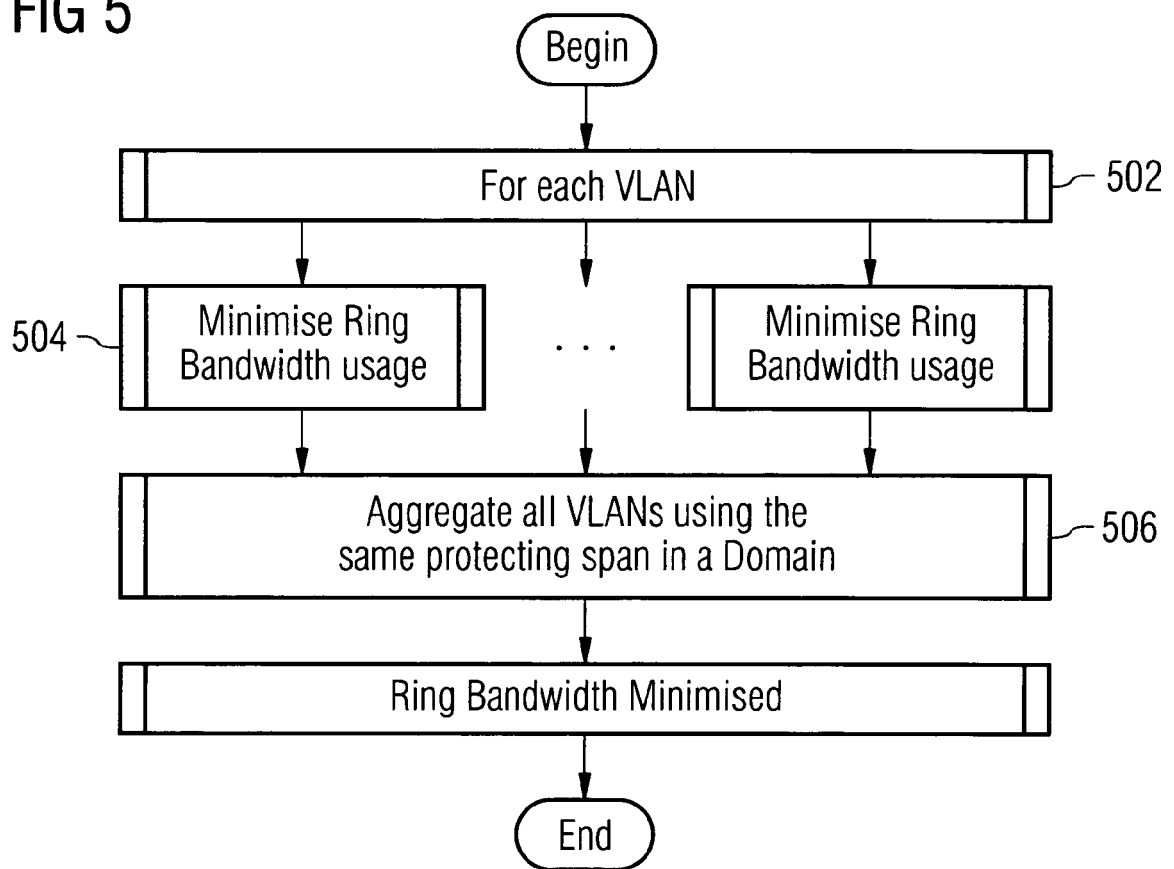 FIG 5
Begin
For each VLAN
502
504
Minimise Ring
Bandwidth usage
. . .
Minimise Ring
Bandwidth usage
Aggregate all VLANs using the
same protecting span in a Domain
506
Ring Bandwidth Minimised
End